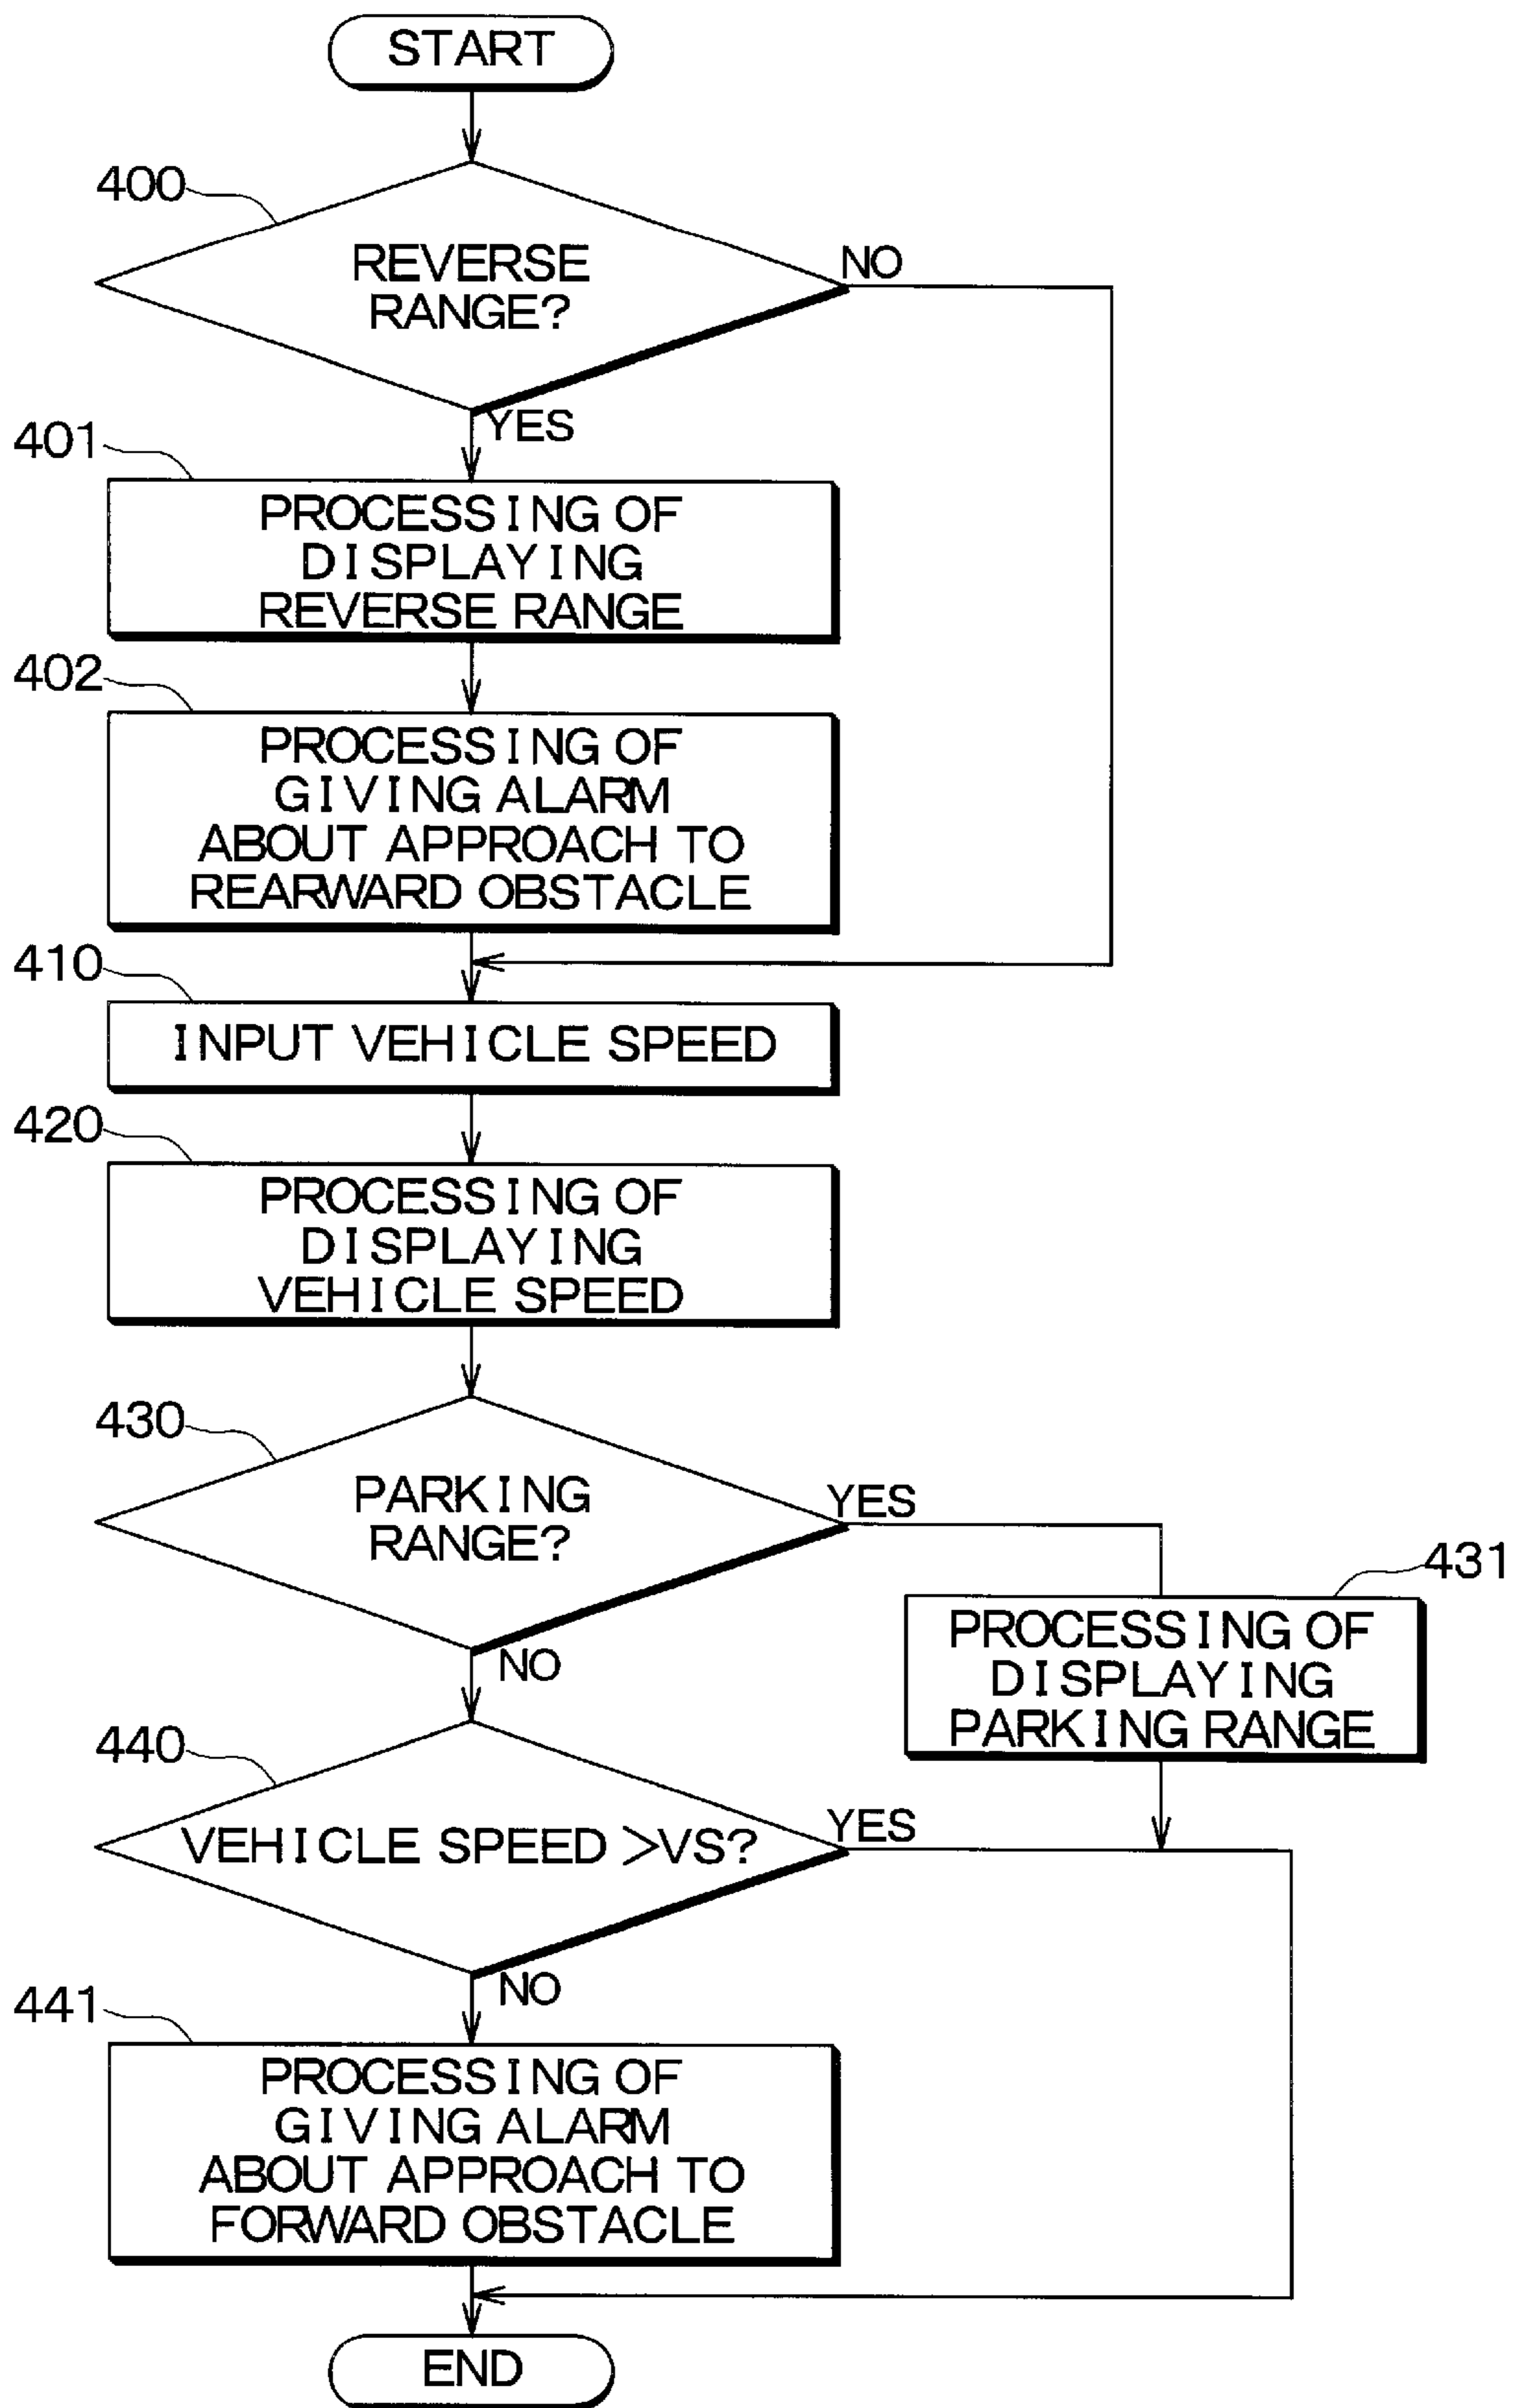 START
400
REVERSE
RANGE?
NO
YES
401
PROCESSING OF
DISPLAYING
REVERSE RANGE
402
PROCESSING OF
GIVING ALARM
ABOUT APPROACH TO
REARWARD OBSTACLE
410
INPUT VEHICLE SPEED
420
PROCESSING OF
DISPLAYING
VEHICLE SPEED
430
PARKING
RANGE?
YES
NO
431
PROCESSING OF
DISPLAYING
PARKING RANGE
440
VEHICLE SPEED >VS?
YES
NO
441
PROCESSING OF
GIVING ALARM
ABOUT APPROACH TO
FORWARD OBSTACLE
END